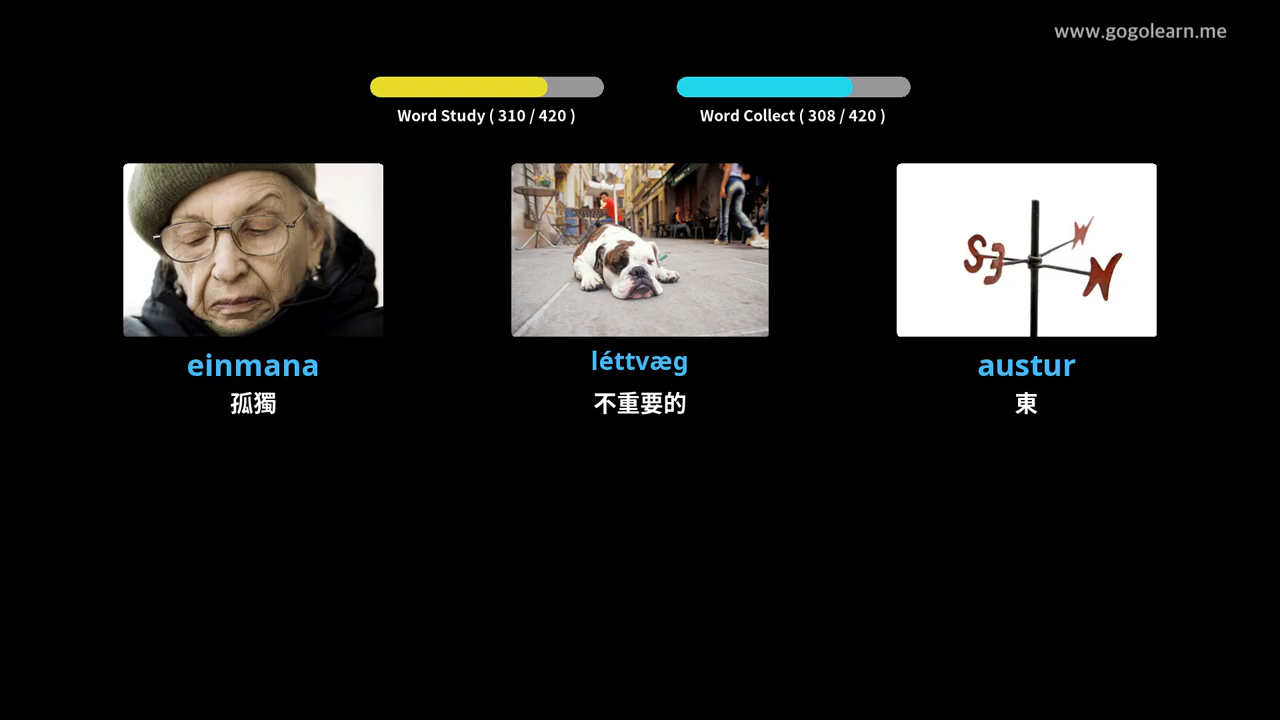 www.gogolearn.me
Word Study ( 310 / 420 )
Word Collect ( 308 / 420 )
S E N W
einmana
孤獨
léttvæg
不重要的
austur
東